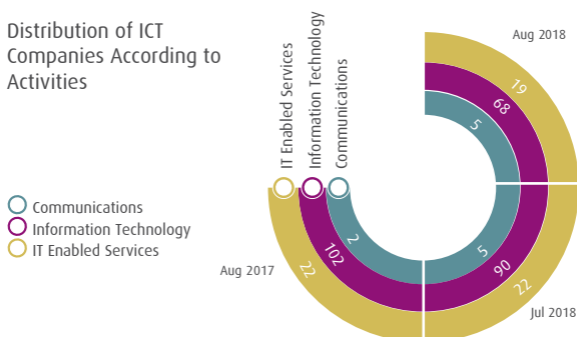 Distribution of ICT
Companies According to
Activities
IT Enabled Services
Information Technology
Communications
Aug 2018
19
68
5
Communications
Information Technology
IT Enabled Services
Aug 2017
22
102
2
5
90
22
Jul 2018